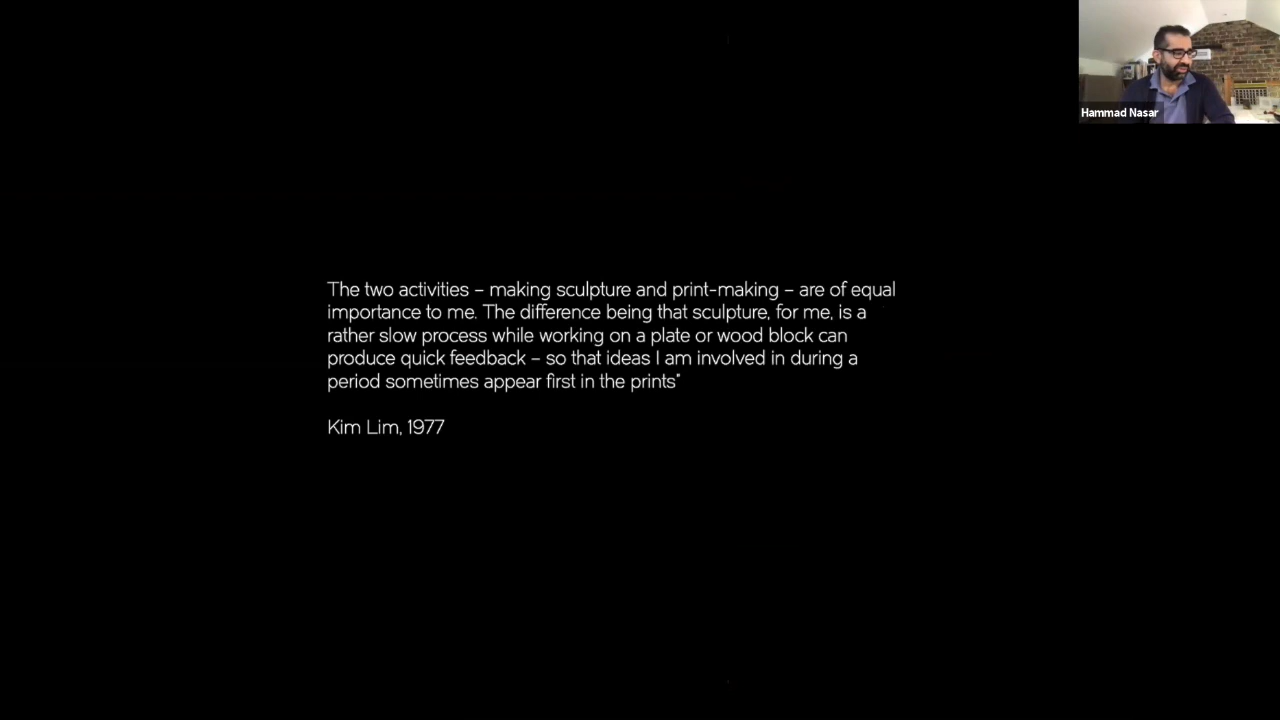 Hammad Nasar
The two activities – making sculpture and print-making – are of equal
importance to me. The difference being that sculpture, for me, is a
rather slow process while working on a plate or wood block can
produce quick feedback – so that ideas I am involved in during a
period sometimes appear first in the prints”
Kim Lim, 1977